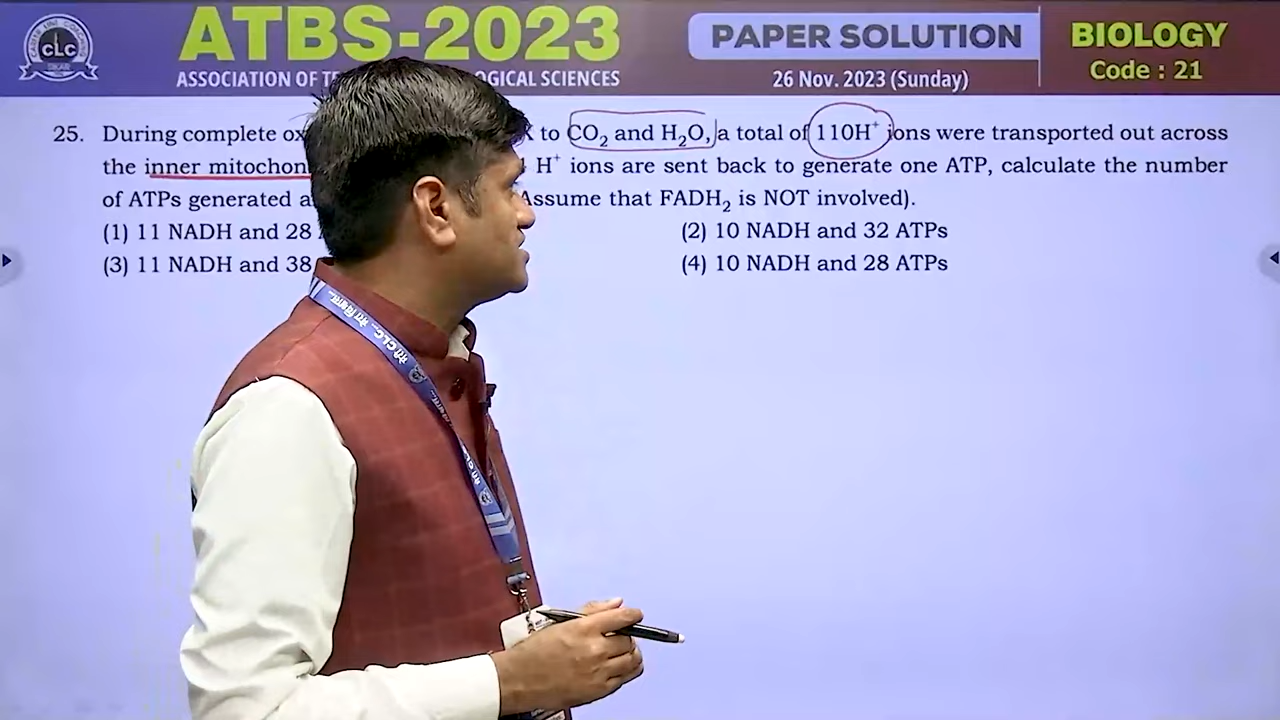 CLC
SIKAR
ATBS-2023
ASSOCIATION OF LOGICAL SCIENCES
PAPER SOLUTION
26 Nov. 2023 (Sunday)
BIOLOGY
Code : 21
25. During complete to CO₂ and H₂O, a total of 110H⁺ ions were transported out across
the inner H⁺ ions are sent back to generate one ATP, calculate the number
of ATPs generated Assume that FADH₂ is NOT involved).
(1) 11 NADH and 28
(2) 10 NADH and 32 ATPs
(3) 11 NADH and 38
(4) 10 NADH and 28 ATPs